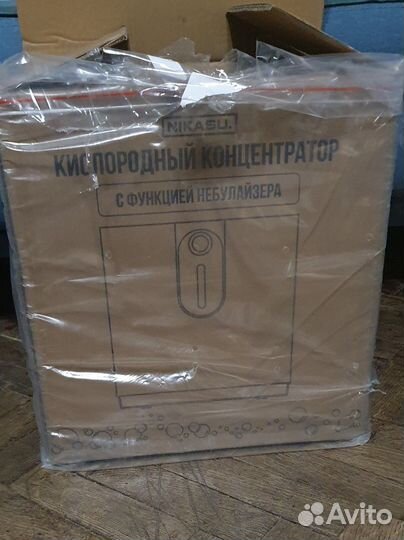 NIKASU.
КИСЛОРОДНЫЙ КОНЦЕНТРАТОР
С ФУНКЦИЕЙ НЕБУЛАЙЗЕРА
Avito